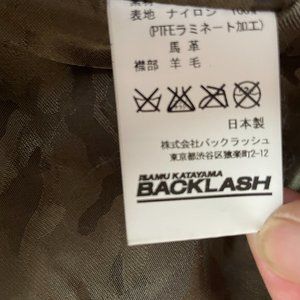 表地 ナイロン 100%
(PTFEラミネート加工)
馬 革
襟部 羊毛
日本製
株式会社バックラッシュ
東京都渋谷区猿楽町2-12
ISAMU KATAYAMA
BACKLASH